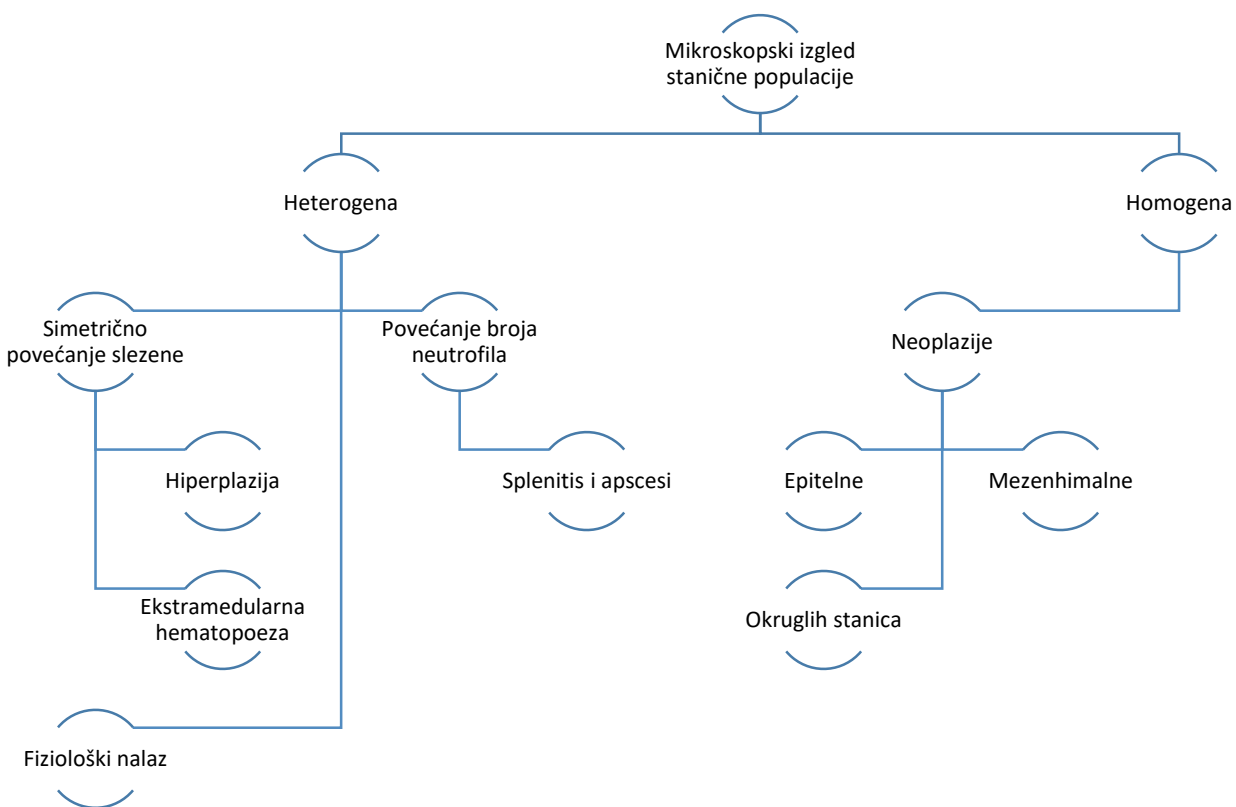 Mikroskopski izgled
stanične populacije
Heterogena
Homogena
Simetrično
povećanje slezene
Povećanje broja
neutrofila
Neoplazije
Hiperplazija
Splenitis i apscesi
Epitelne
Mezenhimalne
Ekstramedularna
hematopoeza
Okruglih stanica
Fiziološki nalaz